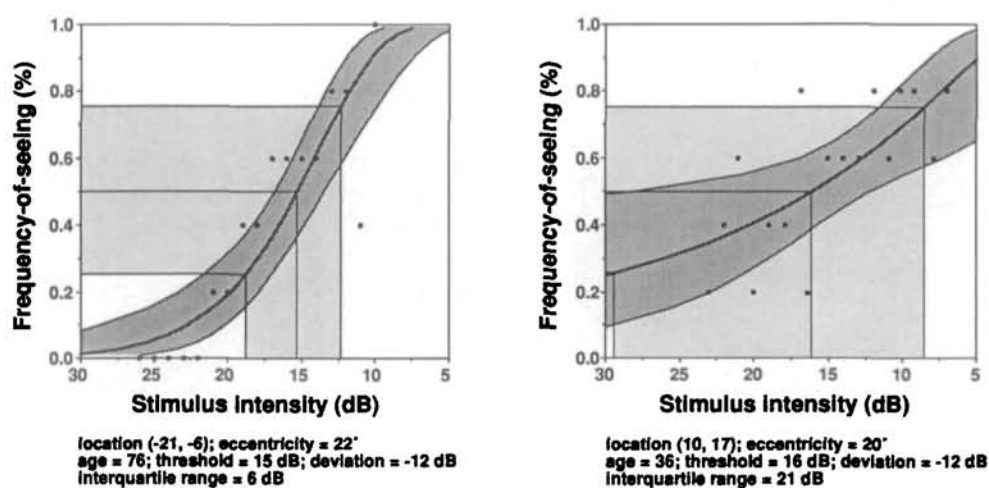 1.0
0.8
0.6
0.4
0.2
0.0
Frequency-of-seeing (%)
30 25 20 15 10 5
Stimulus intensity (dB)
location (-21, -6); eccentricity = 22°
age = 76; threshold = 15 dB; deviation = -12 dB
interquartile range = 6 dB
1.0
0.8
0.6
0.4
0.2
0.0
Frequency-of-seeing (%)
30 25 20 15 10 5
Stimulus intensity (dB)
location (10, 17); eccentricity = 20°
age = 36; threshold = 16 dB; deviation = -12 dB
interquartile range = 21 dB